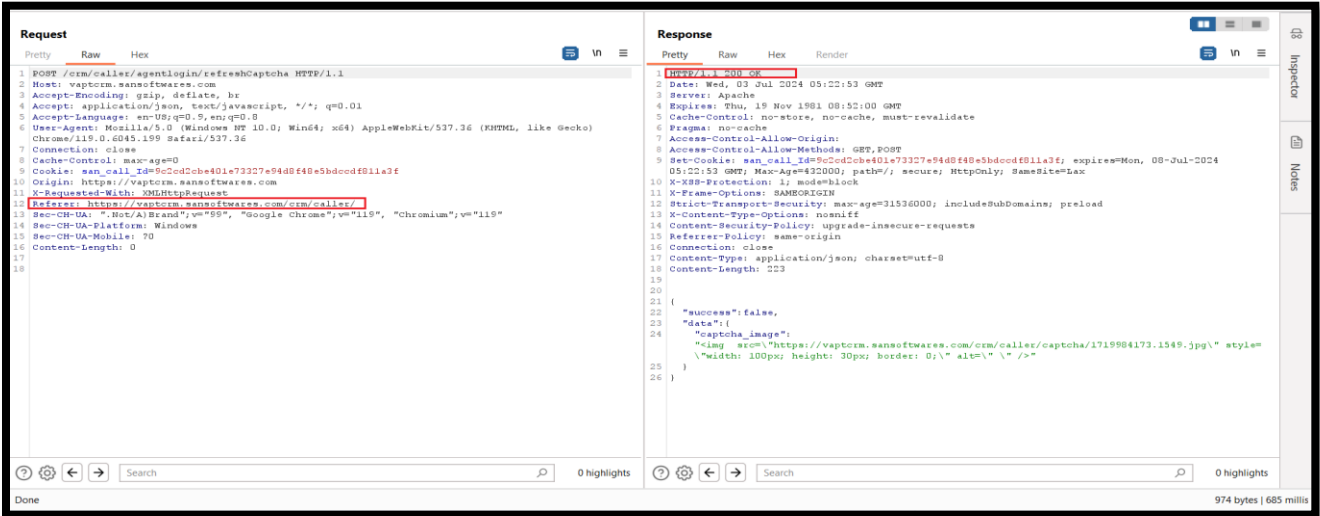 Request
Pretty Raw Hex
\n
1 POST /crm/caller/agentlogin/refreshCaptcha HTTP/1.1
2 Host: vaptcrm.sansoftwares.com
3 Accept-Encoding: gzip, deflate, br
4 Accept: application/json, text/javascript, */*; q=0.01
5 Accept-Language: en-US;q=0.9,en;q=0.8
6 User-Agent: Mozilla/5.0 (Windows NT 10.0; Win64; x64) AppleWebKit/537.36 (KHTML, like Gecko)
Chrome/119.0.6045.199 Safari/537.36
7 Connection: close
8 Cache-Control: max-age=0
9 Cookie: san_call_Id=9c2cd2cbe401e73327e94d8f48e5bdccdf811a3f
10 Origin: https://vaptcrm.sansoftwares.com
11 X-Requested-With: XMLHttpRequest
12 Referer: https://vaptcrm.sansoftwares.com/crm/caller/
13 Sec-CH-UA: ".Not/A)Brand";v="99", "Google Chrome";v="119", "Chromium";v="119"
14 Sec-CH-UA-Platform: Windows
15 Sec-CH-UA-Mobile: ?0
16 Content-Length: 0
17
18
Search
0 highlights
Response
Pretty Raw Hex Render
\n
1 HTTP/1.1 200 OK
2 Date: Wed, 03 Jul 2024 05:22:53 GMT
3 Server: Apache
4 Expires: Thu, 19 Nov 1981 08:52:00 GMT
5 Cache-Control: no-store, no-cache, must-revalidate
6 Pragma: no-cache
7 Access-Control-Allow-Origin:
8 Access-Control-Allow-Methods: GET,POST
9 Set-Cookie: san_call_Id=9c2cd2cbe401e73327e94d8f48e5bdccdf811a3f; expires=Mon, 08-Jul-2024
05:22:53 GMT; Max-Age=432000; path=/; secure; HttpOnly; SameSite=Lax
10 X-XSS-Protection: 1; mode=block
11 X-Frame-Options: SAMEORIGIN
12 Strict-Transport-Security: max-age=31536000; includeSubDomains; preload
13 X-Content-Type-Options: nosniff
14 Content-Security-Policy: upgrade-insecure-requests
15 Referrer-Policy: same-origin
16 Connection: close
17 Content-Type: application/json; charset=utf-8
18 Content-Length: 223
19
20
21 {
22 "success":false,
23 "data":{
24 "captcha_image":
"<img src=\"https://vaptcrm.sansoftwares.com/crm/caller/captcha/1719984173.1549.jpg\" style=
\"width: 100px; height: 30px; border: 0;\" alt=\" \" />"
25 }
26 }
Search
0 highlights
Inspector
Notes
Done
974 bytes | 685 millis